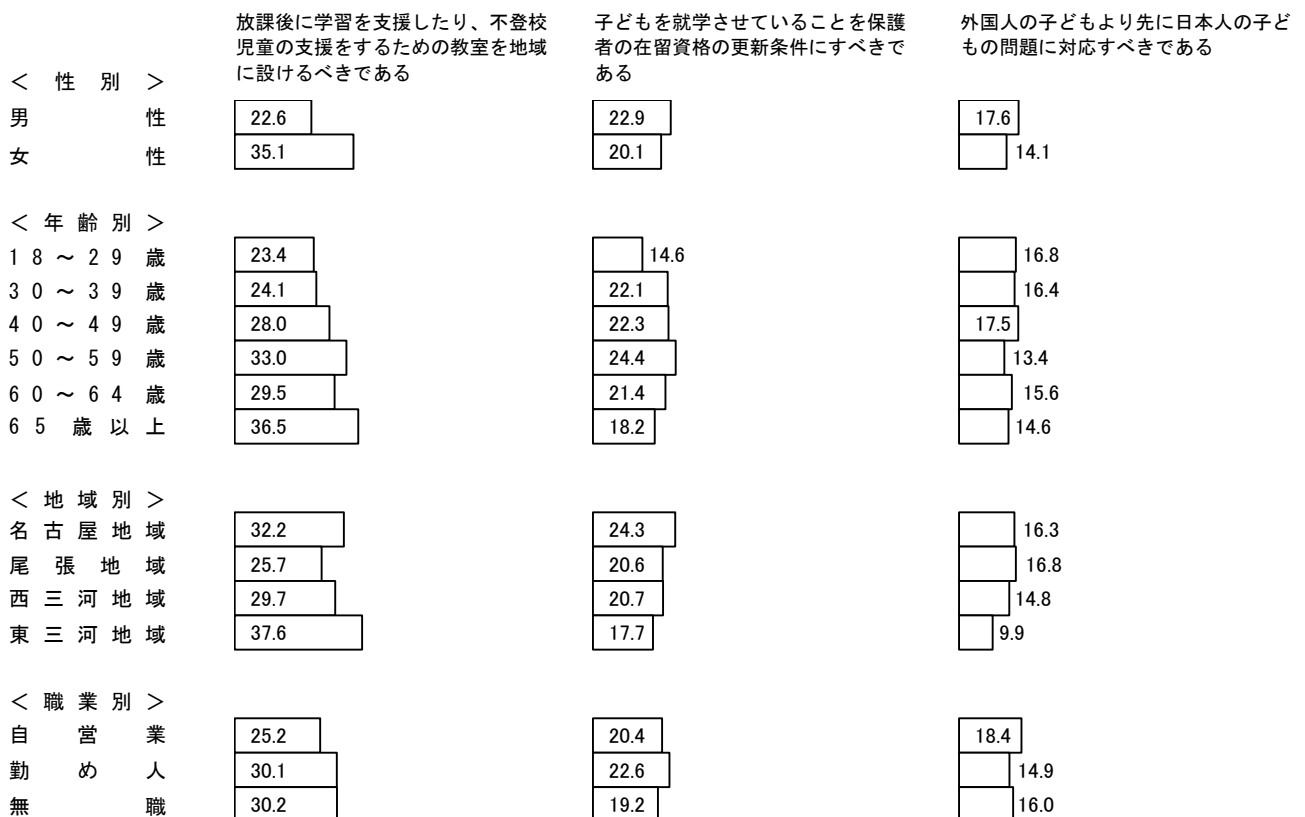 放課後に学習を支援したり、不登校
児童の支援をするための教室を地域
に設けるべきである
子どもを就学させていることを保護
者の在留資格の更新条件にすべきで
ある
外国人の子どもより先に日本人の子ど
もの問題に対応すべきである
＜性別＞
男性 22.6 22.9 17.6
女性 35.1 20.1 14.1
＜年齢別＞
18～29歳 23.4 14.6 16.8
30～39歳 24.1 22.1 16.4
40～49歳 28.0 22.3 17.5
50～59歳 33.0 24.4 13.4
60～64歳 29.5 21.4 15.6
65歳以上 36.5 18.2 14.6
＜地域別＞
名古屋地域 32.2 24.3 16.3
尾張地域 25.7 20.6 16.8
西三河地域 29.7 20.7 14.8
東三河地域 37.6 17.7 9.9
＜職業別＞
自営業 25.2 20.4 18.4
勤め人 30.1 22.6 14.9
無職 30.2 19.2 16.0